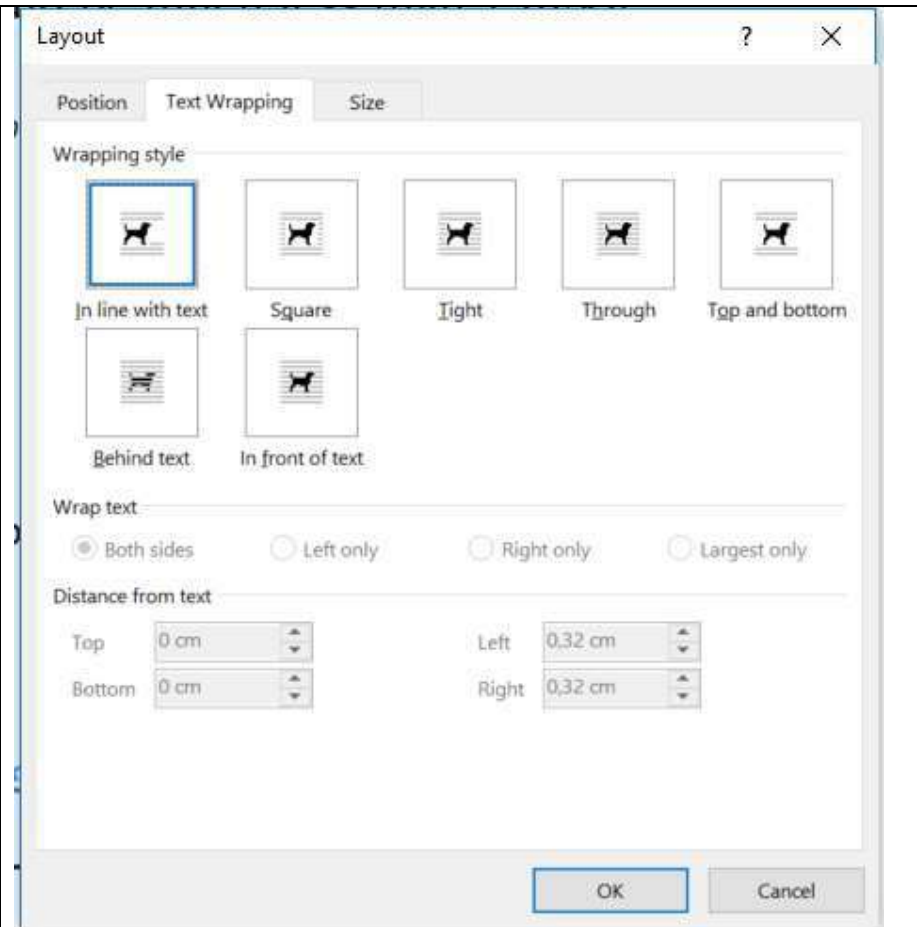 Layout ? ×
Position Text Wrapping Size
Wrapping style
In line with text Square Tight Through Top and bottom
Behind text In front of text
Wrap text
Both sides Left only Right only Largest only
Distance from text
Top 0 cm Left 0,32 cm
Bottom 0 cm Right 0,32 cm
OK Cancel